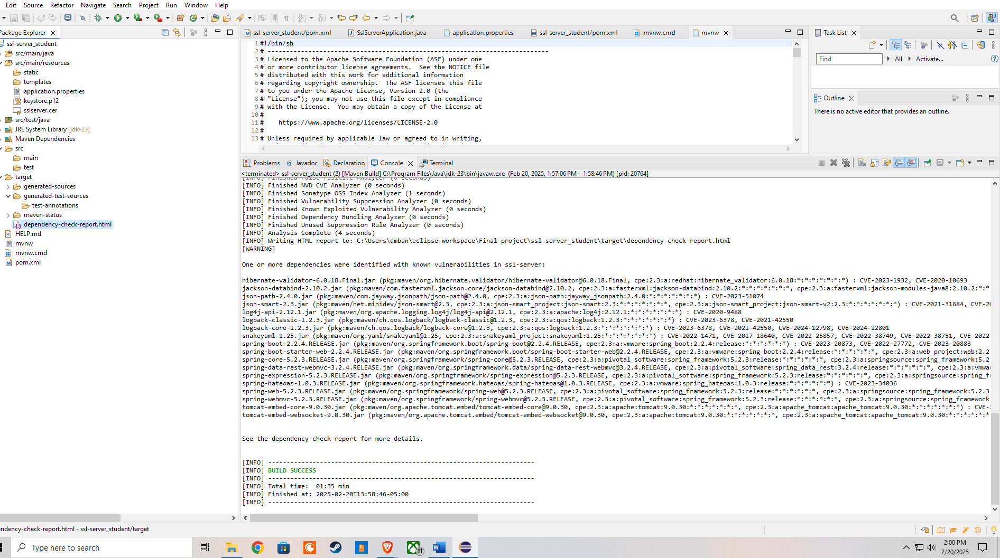 Edit Source Refactor Navigate Search Project Run Window Help
Package Explorer
ssl-server_student/pom.xml
SslServerApplication.java
application.properties
ssl-server_student/pom.xml
mvnw.cmd
mvnw
Task List
Find
All
Activate...
Outline
There is no active editor that provides an outline.
ssl-server_student
src/main/java
src/main/resources
static
templates
application.properties
keystore.p12
sslserver.cer
src/test/java
JRE System Library [jdk-23]
Maven Dependencies
src
main
test
target
generated-sources
generated-test-sources
test-annotations
maven-status
dependency-check-report.html
HELP.md
mvnw
mvnw.cmd
pom.xml
1 #!/bin/sh
2 # ----------------------------------------------------------------------------
3 # Licensed to the Apache Software Foundation (ASF) under one
4 # or more contributor license agreements.  See the NOTICE file
5 # distributed with this work for additional information
6 # regarding copyright ownership.  The ASF licenses this file
7 # to you under the Apache License, Version 2.0 (the
8 # "License"); you may not use this file except in compliance
9 # with the License.  You may obtain a copy of the License at
10 #
11 #    https://www.apache.org/licenses/LICENSE-2.0
12 #
13 # Unless required by applicable law or agreed to in writing,
Problems Javadoc Declaration Console Terminal
<terminated> ssl-server_student (2) [Maven Build] C:\Program Files\Java\jdk-23\bin\javaw.exe (Feb 20, 2025, 1:57:06 PM – 1:58:46 PM) [pid: 20764]
[INFO] Finished False Positive Analyzer (0 seconds)
[INFO] Finished NVD CVE Analyzer (0 seconds)
[INFO] Finished Sonatype OSS Index Analyzer (1 seconds)
[INFO] Finished Vulnerability Suppression Analyzer (0 seconds)
[INFO] Finished Known Exploited Vulnerability Analyzer (0 seconds)
[INFO] Finished Dependency Bundling Analyzer (0 seconds)
[INFO] Finished Unused Suppression Rule Analyzer (0 seconds)
[INFO] Analysis Complete (4 seconds)
[INFO] Writing HTML report to: C:\Users\dmban\eclipse-workspace\Final project\ssl-server_student\target\dependency-check-report.html
[WARNING]
One or more dependencies were identified with known vulnerabilities in ssl-server:
hibernate-validator-6.0.18.Final.jar (pkg:maven/org.hibernate.validator/hibernate-validator@6.0.18.Final, cpe:2.3:a:redhat:hibernate_validator:6.0.18:*:*:*:*:*:*:*) : CVE-2023-1932, CVE-2020-10693
jackson-databind-2.10.2.jar (pkg:maven/com.fasterxml.jackson.core/jackson-databind@2.10.2, cpe:2.3:a:fasterxml:jackson-databind:2.10.2:*:*:*:*:*:*:*, cpe:2.3:a:fasterxml:jackson-modules-java8:2.10.2:*:*
json-path-2.4.0.jar (pkg:maven/com.jayway.jsonpath/json-path@2.4.0, cpe:2.3:a:json-path:jayway_jsonpath:2.4.0:*:*:*:*:*:*:*) : CVE-2023-51074
json-smart-2.3.jar (pkg:maven/net.minidev/json-smart@2.3, cpe:2.3:a:json-smart_project:json-smart:2.3:*:*:*:*:*:*:*, cpe:2.3:a:json-smart_project:json-smart-v2:2.3:*:*:*:*:*:*:*) : CVE-2021-31684, CVE-20
log4j-api-2.12.1.jar (pkg:maven/org.apache.logging.log4j/log4j-api@2.12.1, cpe:2.3:a:apache:log4j:2.12.1:*:*:*:*:*:*:*) : CVE-2020-9488
logback-classic-1.2.3.jar (pkg:maven/ch.qos.logback/logback-classic@1.2.3, cpe:2.3:a:qos:logback:1.2.3:*:*:*:*:*:*:*) : CVE-2023-6378, CVE-2021-42550
logback-core-1.2.3.jar (pkg:maven/ch.qos.logback/logback-core@1.2.3, cpe:2.3:a:qos:logback:1.2.3:*:*:*:*:*:*:*) : CVE-2023-6378, CVE-2021-42550, CVE-2024-12798, CVE-2024-12801
snakeyaml-1.25.jar (pkg:maven/org.yaml/snakeyaml@1.25, cpe:2.3:a:snakeyaml_project:snakeyaml:1.25:*:*:*:*:*:*:*) : CVE-2022-1471, CVE-2017-18640, CVE-2022-25857, CVE-2022-38749, CVE-2022-38751, CVE-2022
spring-boot-2.2.4.RELEASE.jar (pkg:maven/org.springframework.boot/spring-boot@2.2.4.RELEASE, cpe:2.3:a:vmware:spring_boot:2.2.4:release:*:*:*:*:*:*) : CVE-2023-20873, CVE-2022-27772, CVE-2023-20883
spring-boot-starter-web-2.2.4.RELEASE.jar (pkg:maven/org.springframework.boot/spring-boot-starter-web@2.2.4.RELEASE, cpe:2.3:a:vmware:spring_boot:2.2.4:release:*:*:*:*:*:*, cpe:2.3:a:web_project:web:2.2
spring-core-5.2.3.RELEASE.jar (pkg:maven/org.springframework/spring-core@5.2.3.RELEASE, cpe:2.3:a:pivotal_software:spring_framework:5.2.3:release:*:*:*:*:*:*, cpe:2.3:a:springsource:spring_framework:5.2
spring-data-rest-webmvc-3.2.4.RELEASE.jar (pkg:maven/org.springframework.data/spring-data-rest-webmvc@3.2.4.RELEASE, cpe:2.3:a:pivotal_software:spring_data_rest:3.2.4:release:*:*:*:*:*:*, cpe:2.3:a:vmwar
spring-expression-5.2.3.RELEASE.jar (pkg:maven/org.springframework/spring-expression@5.2.3.RELEASE, cpe:2.3:a:pivotal_software:spring_framework:5.2.3:release:*:*:*:*:*:*, cpe:2.3:a:springsource:spring_fr
spring-hateoas-1.0.3.RELEASE.jar (pkg:maven/org.springframework.hateoas/spring-hateoas@1.0.3.RELEASE, cpe:2.3:a:vmware:spring_hateoas:1.0.3:release:*:*:*:*:*:*) : CVE-2023-34036
spring-web-5.2.3.RELEASE.jar (pkg:maven/org.springframework/spring-web@5.2.3.RELEASE, cpe:2.3:a:pivotal_software:spring_framework:5.2.3:release:*:*:*:*:*:*, cpe:2.3:a:springsource:spring_framework:5.2.3
spring-webmvc-5.2.3.RELEASE.jar (pkg:maven/org.springframework/spring-webmvc@5.2.3.RELEASE, cpe:2.3:a:pivotal_software:spring_framework:5.2.3:release:*:*:*:*:*:*, cpe:2.3:a:springsource:spring_framework
tomcat-embed-core-9.0.30.jar (pkg:maven/org.apache.tomcat.embed/tomcat-embed-core@9.0.30, cpe:2.3:a:apache:tomcat:9.0.30:*:*:*:*:*:*:*, cpe:2.3:a:apache_tomcat:apache_tomcat:9.0.30:*:*:*:*:*:*:*) : CVE-
tomcat-embed-websocket-9.0.30.jar (pkg:maven/org.apache.tomcat.embed/tomcat-embed-websocket@9.0.30, cpe:2.3:a:apache:tomcat:9.0.30:*:*:*:*:*:*:*, cpe:2.3:a:apache_tomcat:apache_tomcat:9.0.30:*:*:*:*:*:*
See the dependency-check report for more details.
[INFO] ------------------------------------------------------------------------
[INFO] BUILD SUCCESS
[INFO] ------------------------------------------------------------------------
[INFO] Total time:  01:35 min
[INFO] Finished at: 2025-02-20T13:58:46-05:00
[INFO] ------------------------------------------------------------------------
endency-check-report.html - ssl-server_student/target
Type here to search
11
2:00 PM
2/20/2025